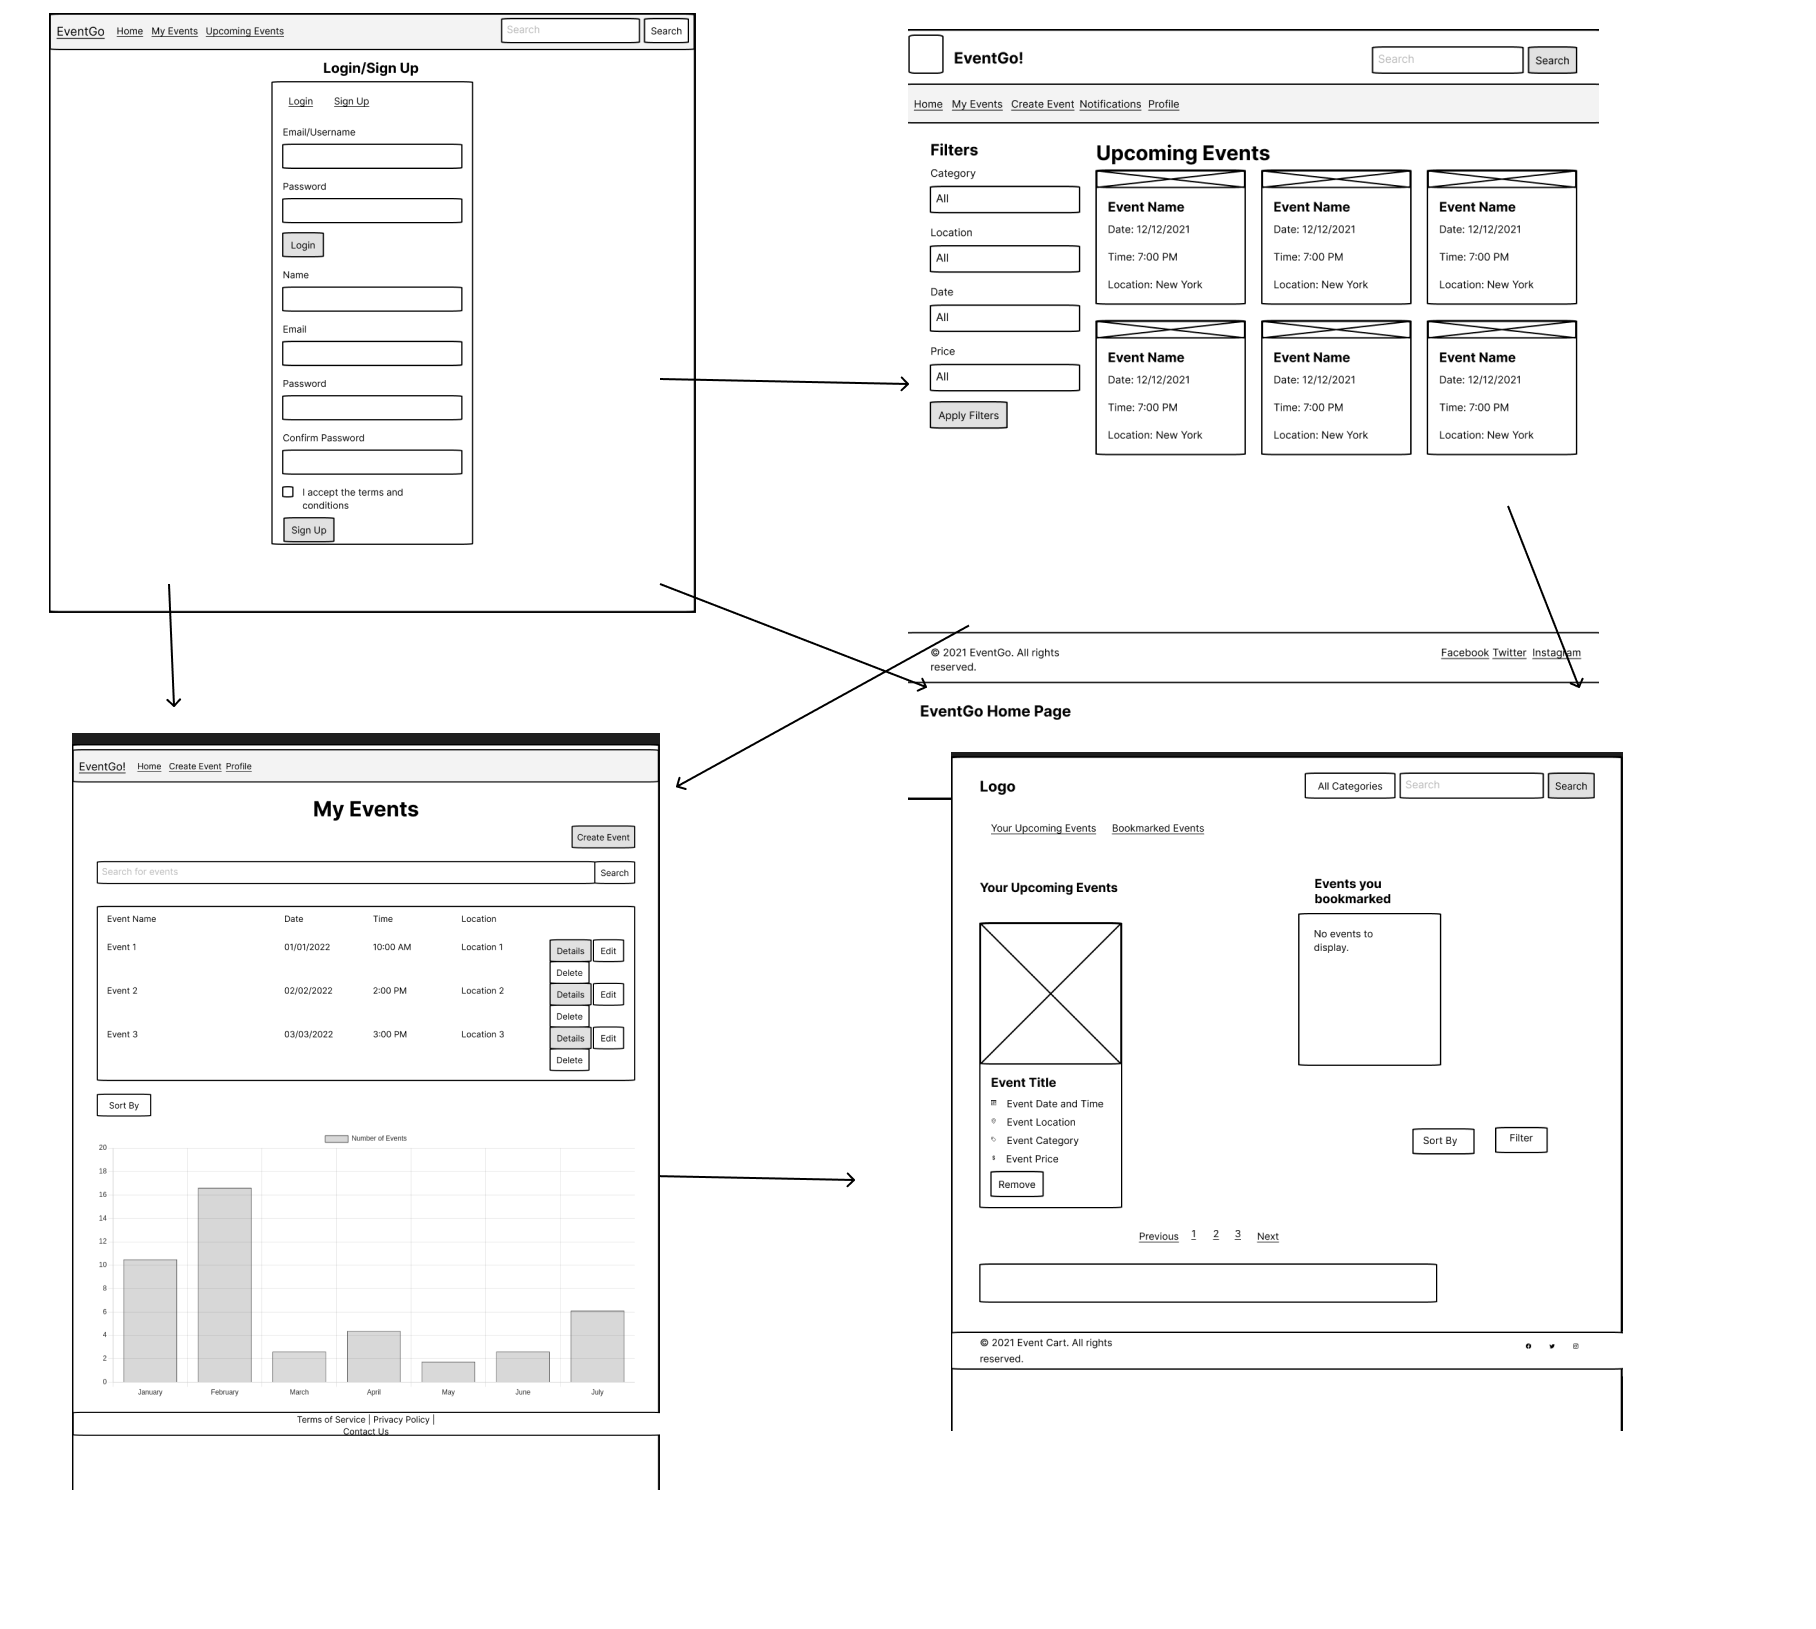 EventGo Home My Events Upcoming Events Search Search
Login/Sign Up
Login Sign Up
Email/Username
Password
Login
Name
Email
Password
Confirm Password
I accept the terms and
conditions
Sign Up
EventGo! Search Search
Home My Events Create Event Notifications Profile
Filters
Category
All
Location
All
Date
All
Price
All
Apply Filters
Upcoming Events
Event Name Event Name Event Name
Date: 12/12/2021 Date: 12/12/2021 Date: 12/12/2021
Time: 7:00 PM Time: 7:00 PM Time: 7:00 PM
Location: New York Location: New York Location: New York
Event Name Event Name Event Name
Date: 12/12/2021 Date: 12/12/2021 Date: 12/12/2021
Time: 7:00 PM Time: 7:00 PM Time: 7:00 PM
Location: New York Location: New York Location: New York
© 2021 EventGo. All rights
reserved.
Facebook Twitter Instagram
EventGo Home Page
EventGo! Home Create Event Profile
My Events
Create Event
Search for events Search
Event Name Date Time Location
Event 1 01/01/2022 10:00 AM Location 1 Details Edit
Delete
Event 2 02/02/2022 2:00 PM Location 2 Details Edit
Delete
Event 3 03/03/2022 3:00 PM Location 3 Details Edit
Delete
Sort By
Number of Events
20
18
16
14
12
10
8
6
4
2
0
January February March April May June July
Terms of Service | Privacy Policy |
Contact Us
Logo All Categories Search Search
Your Upcoming Events Bookmarked Events
Your Upcoming Events
Events you
bookmarked
No events to
display.
Event Title
Event Date and Time
Event Location
Event Category
Event Price
Remove
Sort By Filter
Previous 1 2 3 Next
© 2021 Event Cart. All rights
reserved.